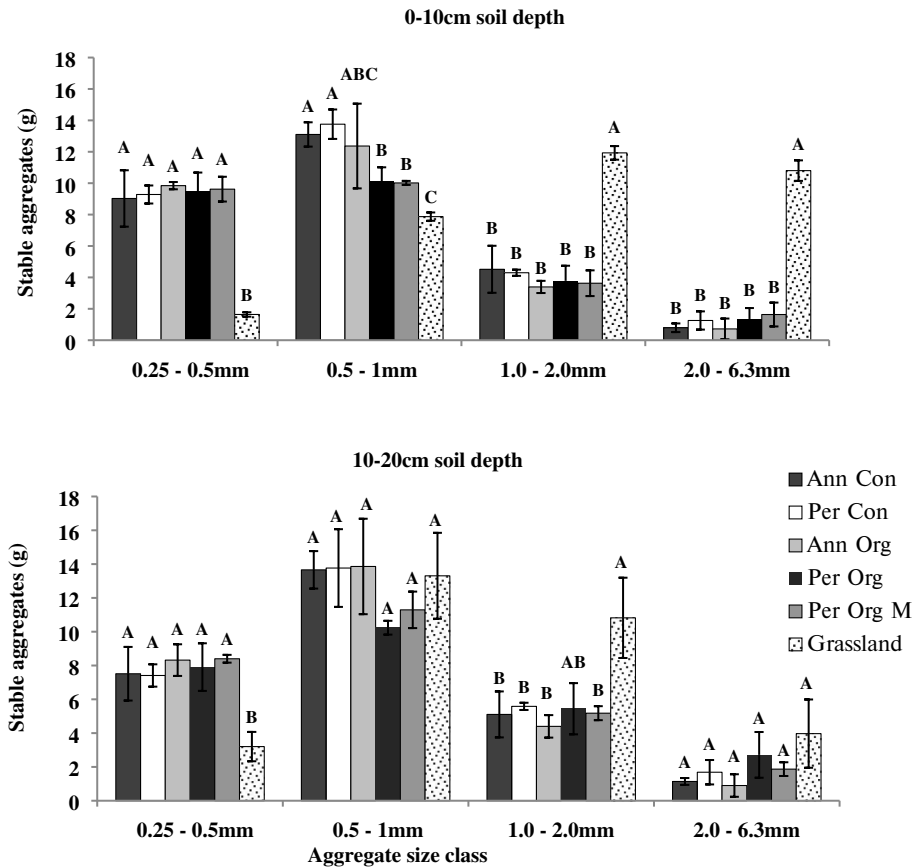 0-10cm soil depth
Stable aggregates (g)
18
16
14
12
10
8
6
4
2
0
A A A A A B
A A ABC B B C
B B B B B A
B B B B B A
0.25 - 0.5mm 0.5 - 1mm 1.0 - 2.0mm 2.0 - 6.3mm
10-20cm soil depth
Stable aggregates (g)
18
16
14
12
10
8
6
4
2
0
A A A A A B
A A A A A A
B B B AB B A
A A A A A A
0.25 - 0.5mm 0.5 - 1mm 1.0 - 2.0mm 2.0 - 6.3mm
Aggregate size class
Ann Con
Per Con
Ann Org
Per Org
Per Org M
Grassland